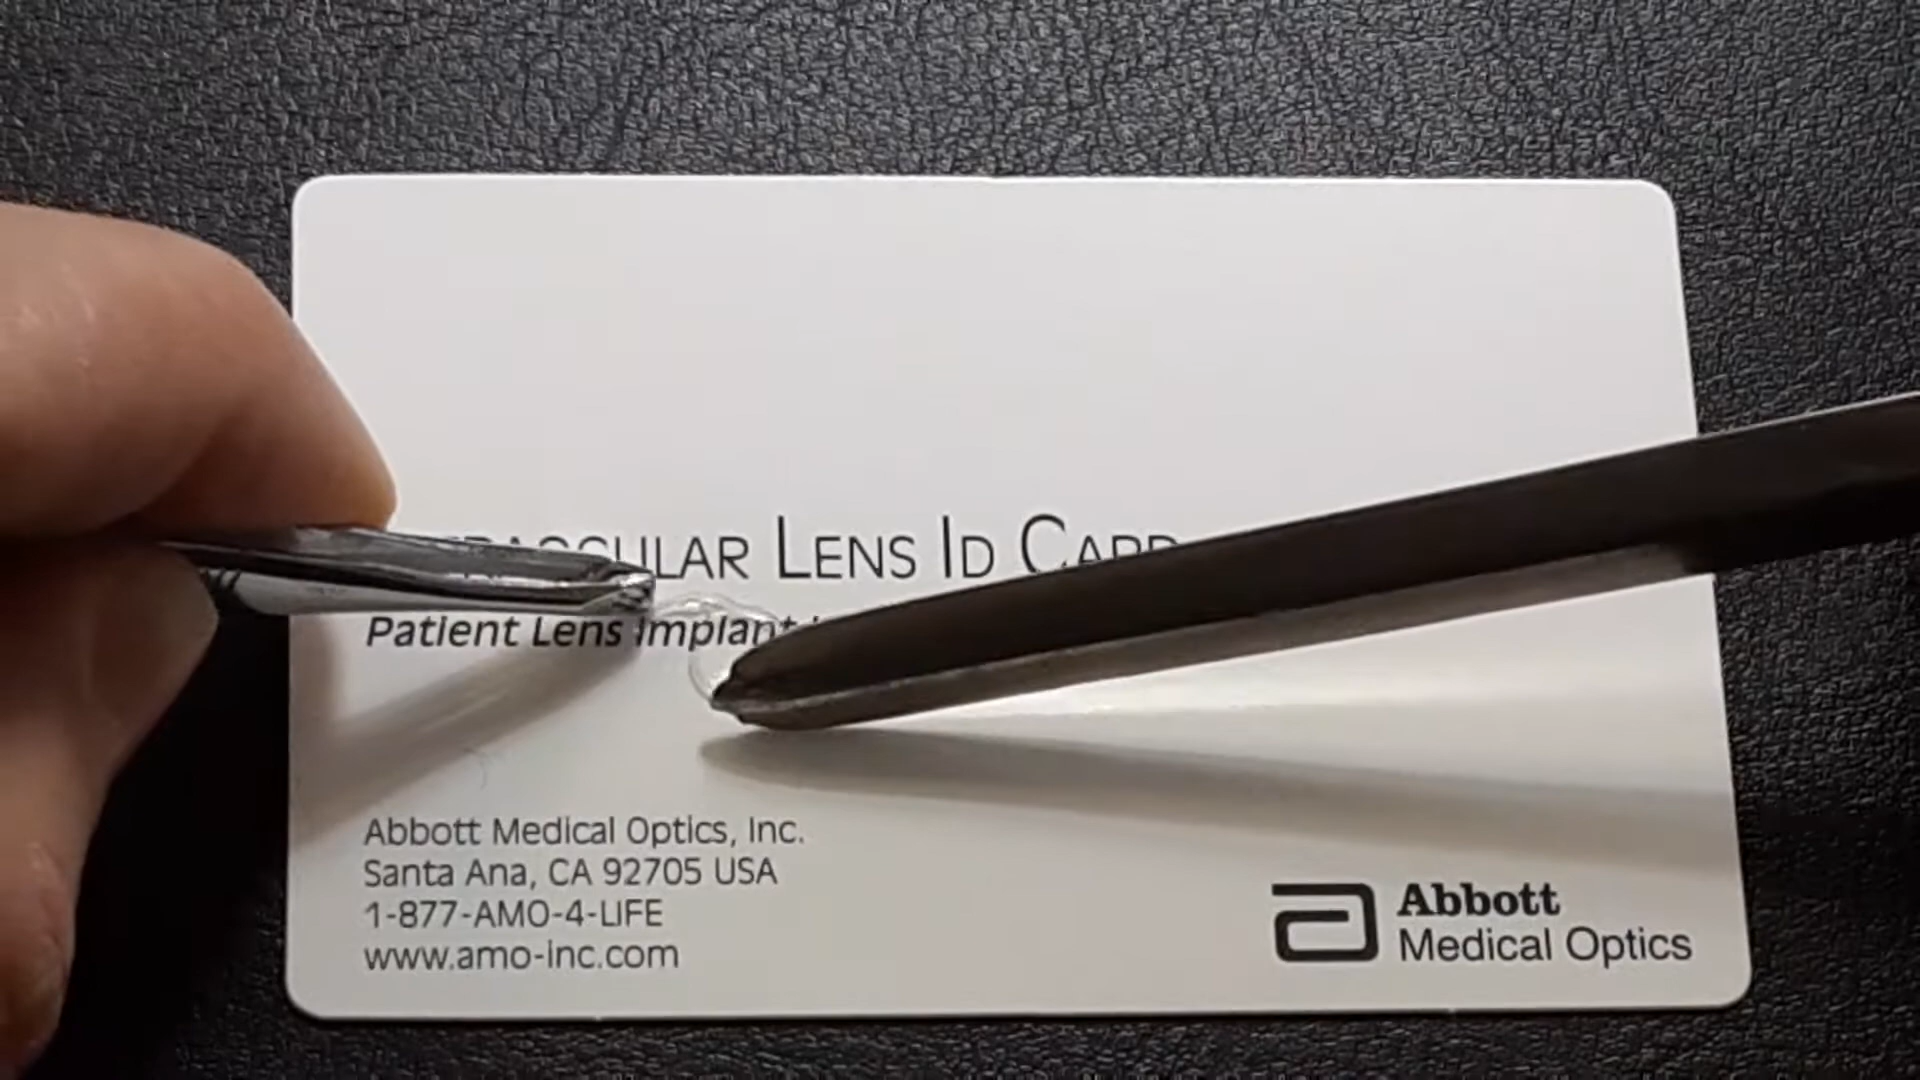 LENS ID CARD
Patient Lens Implant
Abbott Medical Optics, Inc.
Santa Ana, CA 92705 USA
1-877-AMO-4-LIFE
www.amo-inc.com
Abbott
Medical Optics